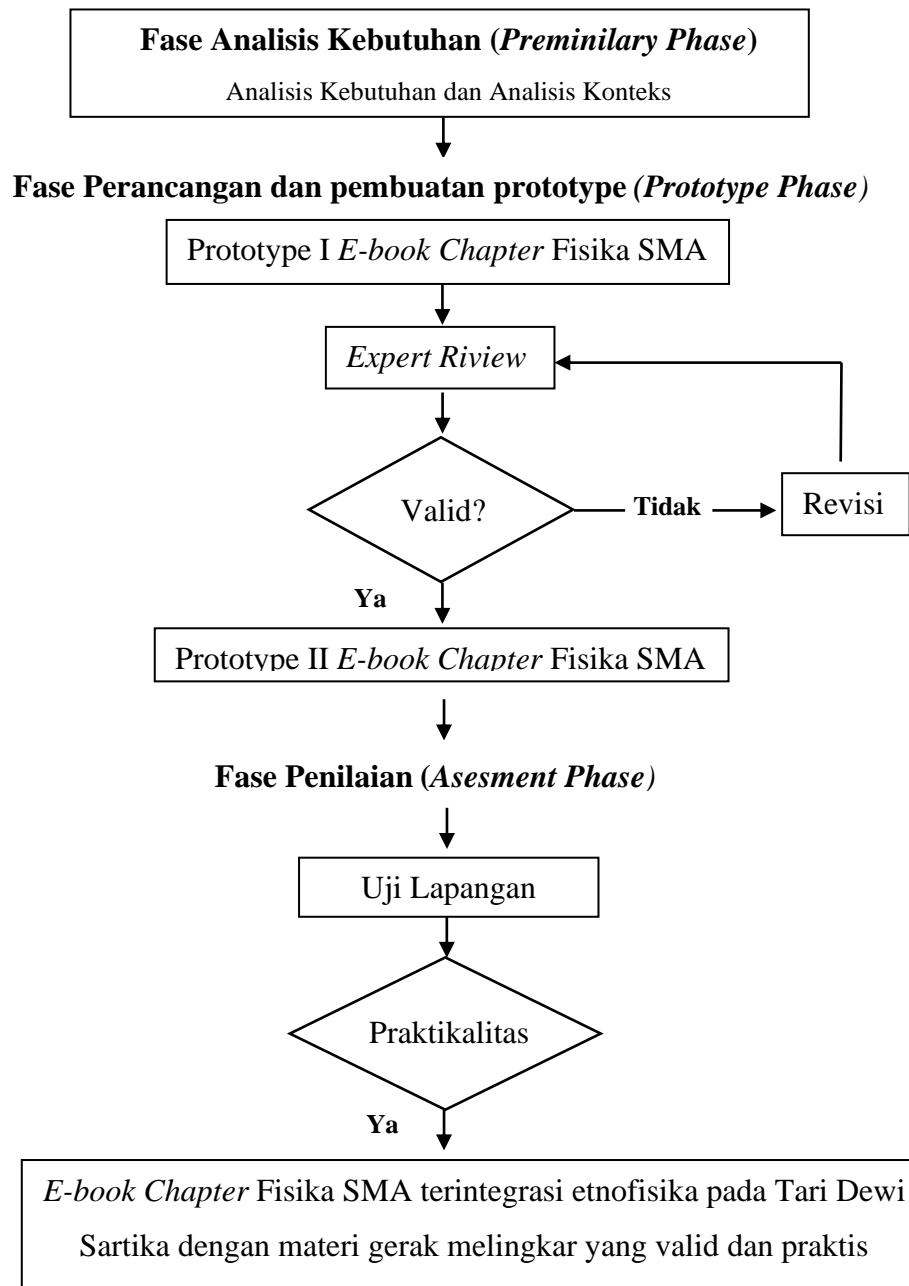 Fase Analisis Kebutuhan (Preminilary Phase)
Analisis Kebutuhan dan Analisis Konteks
Fase Perancangan dan pembuatan prototype (Prototype Phase)
Prototype I E-book Chapter Fisika SMA
Expert Riview
Valid?
Tidak
Revisi
Ya
Prototype II E-book Chapter Fisika SMA
Fase Penilaian (Asesment Phase)
Uji Lapangan
Praktikalitas
Ya
E-book Chapter Fisika SMA terintegrasi etnofisika pada Tari Dewi
Sartika dengan materi gerak melingkar yang valid dan praktis